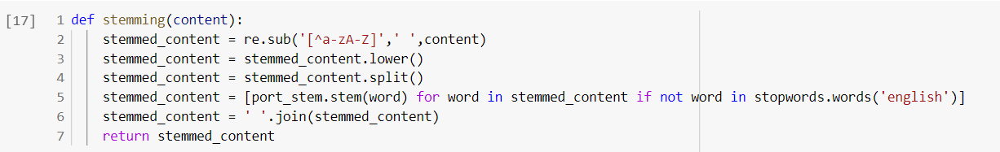 [17] 1 def stemming(content):
2     stemmed_content = re.sub('[^a-zA-Z]',' ',content)
3     stemmed_content = stemmed_content.lower()
4     stemmed_content = stemmed_content.split()
5     stemmed_content = [port_stem.stem(word) for word in stemmed_content if not word in stopwords.words('english')]
6     stemmed_content = ' '.join(stemmed_content)
7     return stemmed_content